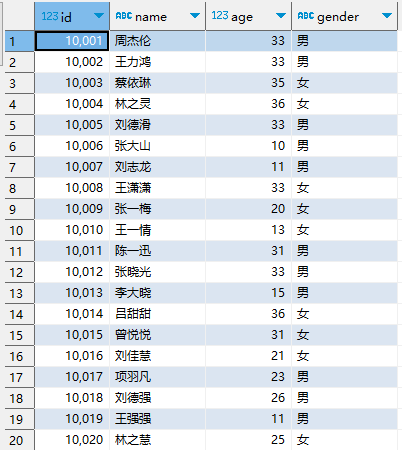 123 id ABC name 123 age ABC gender
1 10,001 周杰伦 33 男
2 10,002 王力鸿 33 男
3 10,003 蔡依琳 35 女
4 10,004 林之灵 36 女
5 10,005 刘德滑 33 男
6 10,006 张大山 10 男
7 10,007 刘志龙 11 男
8 10,008 王潇潇 33 女
9 10,009 张一梅 20 女
10 10,010 王一情 13 女
11 10,011 陈一迅 31 男
12 10,012 张晓光 33 男
13 10,013 李大晓 15 男
14 10,014 吕甜甜 36 女
15 10,015 曾悦悦 31 女
16 10,016 刘佳慧 21 女
17 10,017 项羽凡 23 男
18 10,018 刘德强 26 男
19 10,019 王强强 11 男
20 10,020 林之慧 25 女